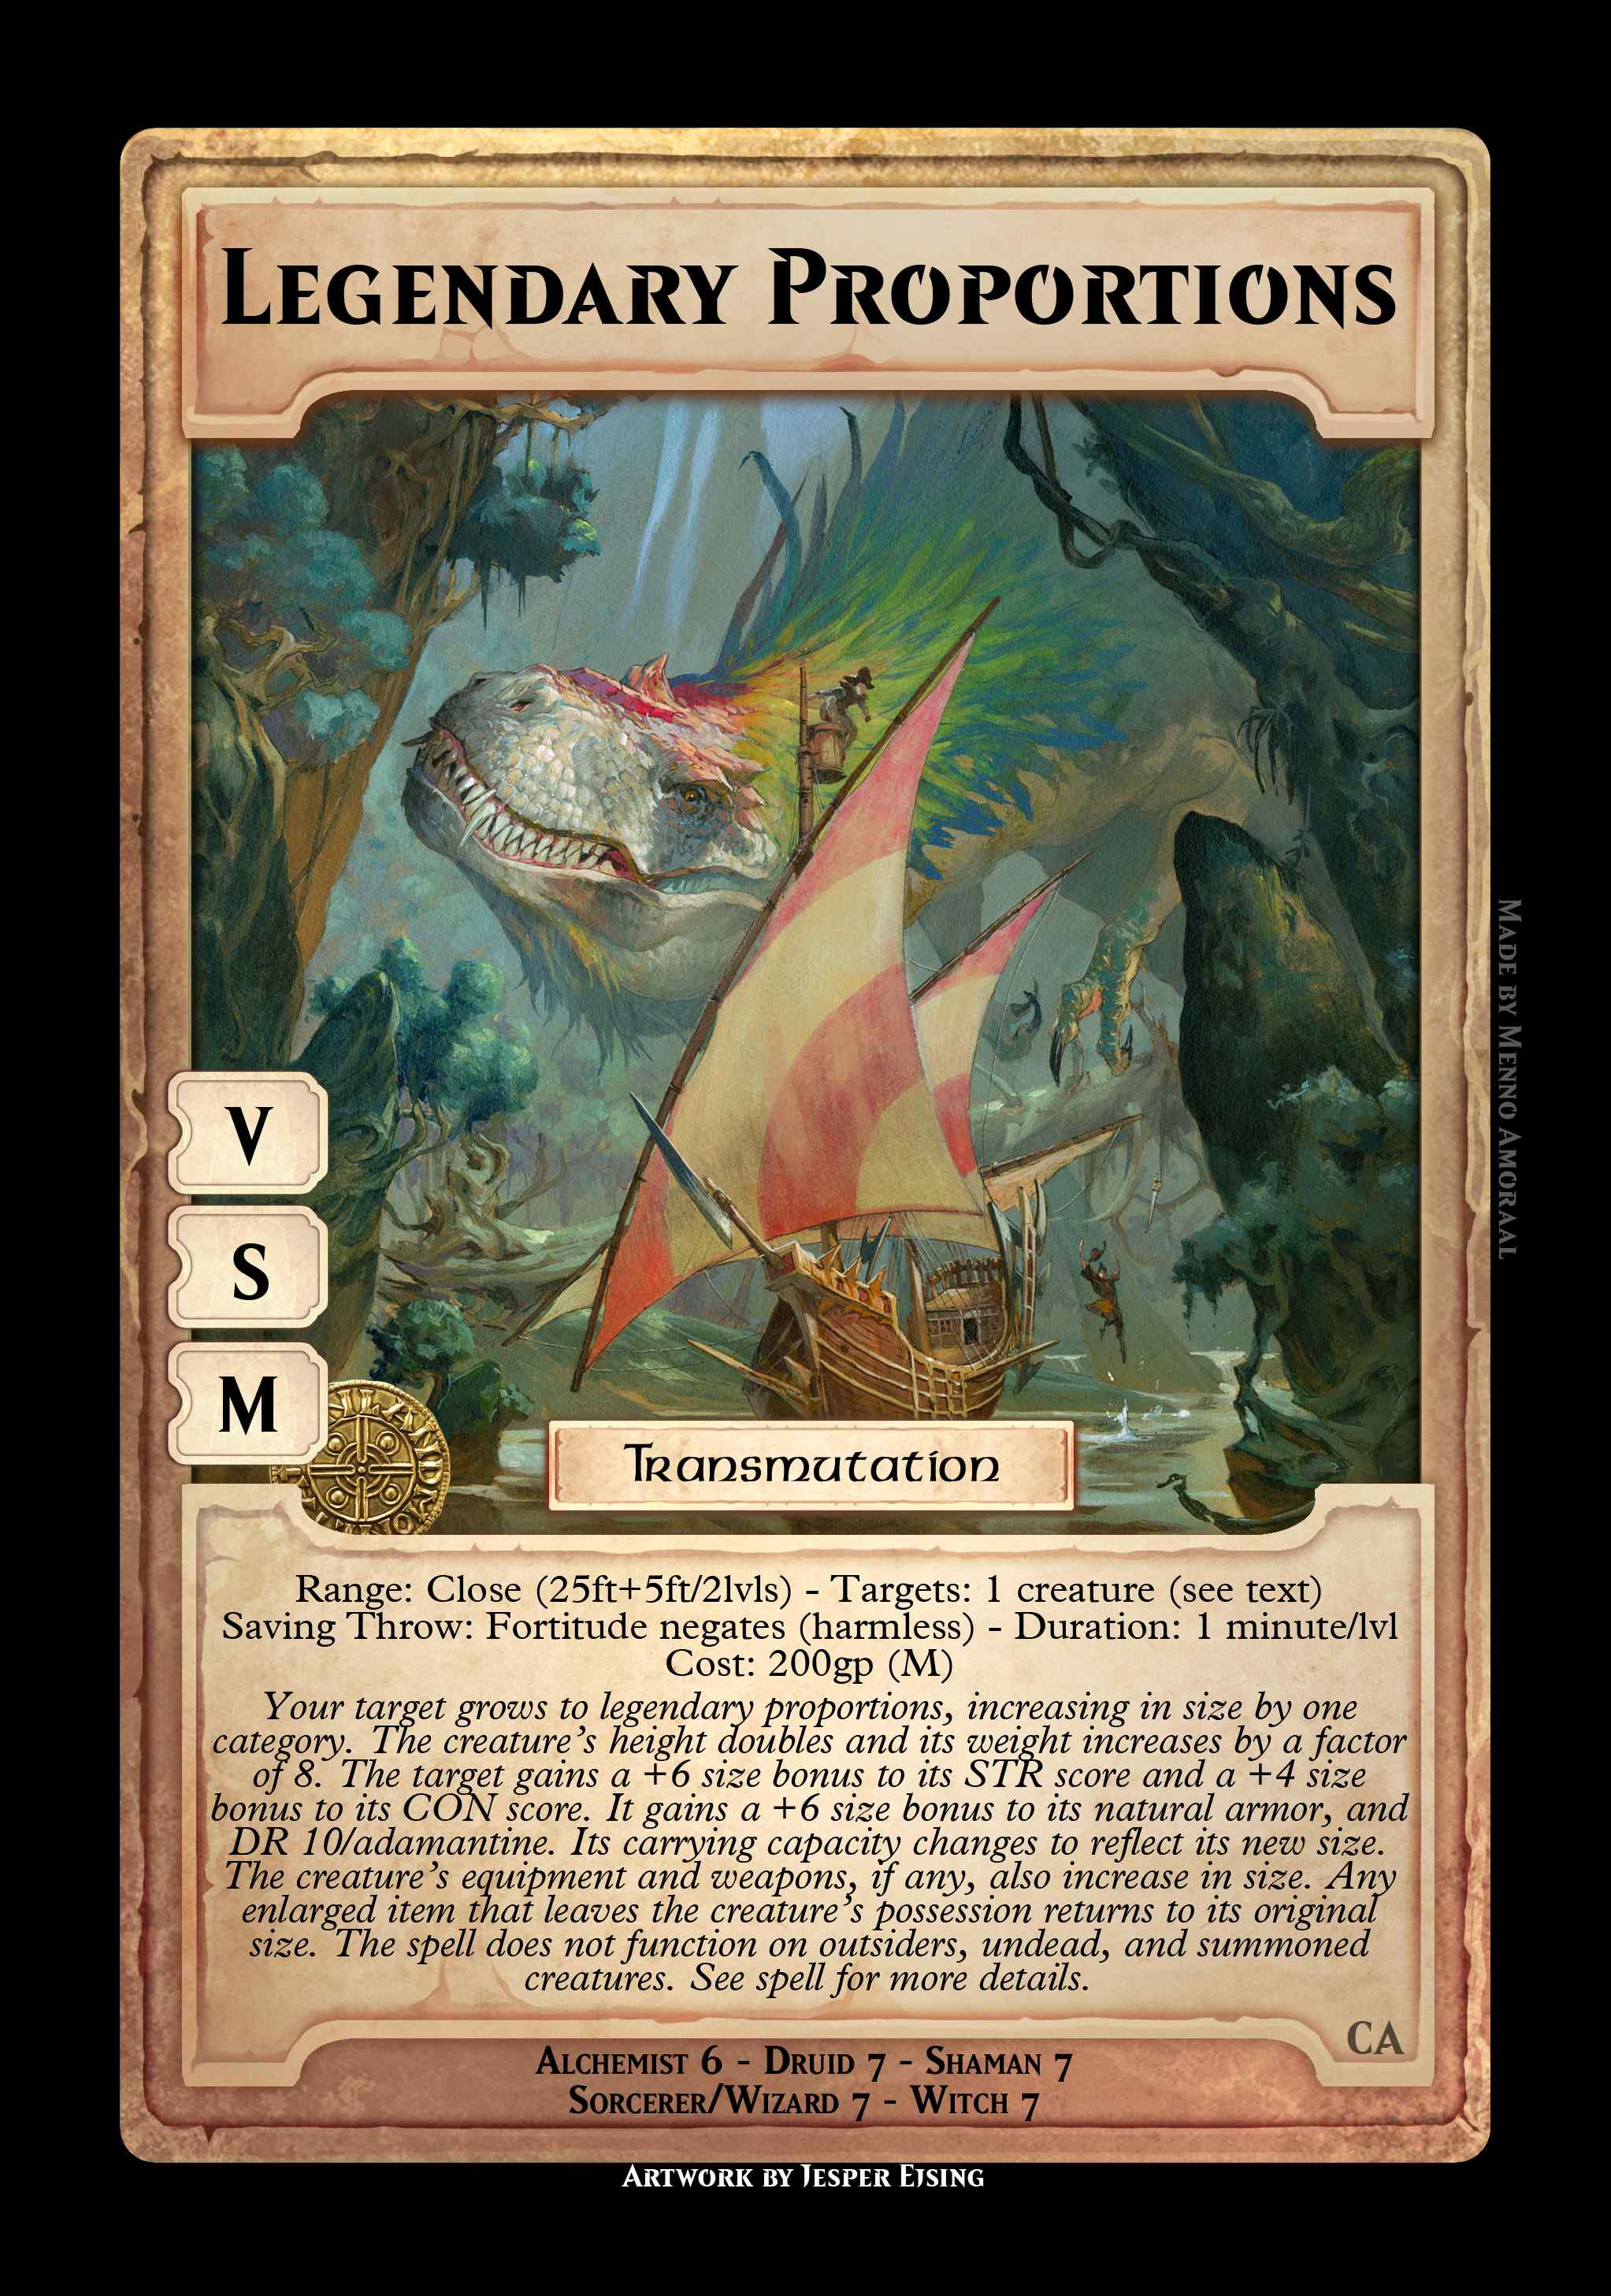 Legendary Proportions
V
S
M
Transmutation
Range: Close (25ft+5ft/2lvls) - Targets: 1 creature (see text)
Saving Throw: Fortitude negates (harmless) - Duration: 1 minute/lvl
Cost: 200gp (M)
Your target grows to legendary proportions, increasing in size by one
category. The creature's height doubles and its weight increases by a factor
of 8. The target gains a +6 size bonus to its STR score and a +4 size
bonus to its CON score. It gains a +6 size bonus to its natural armor, and
DR 10/adamantine. Its carrying capacity changes to reflect its new size.
The creature's equipment and weapons, if any, also increase in size. Any
enlarged item that leaves the creature's possession returns to its original
size. The spell does not function on outsiders, undead, and summoned
creatures. See spell for more details.
CA
Alchemist 6 - Druid 7 - Shaman 7
Sorcerer/Wizard 7 - Witch 7
Artwork by Jesper Ejsing
Made by Menno Amoraal